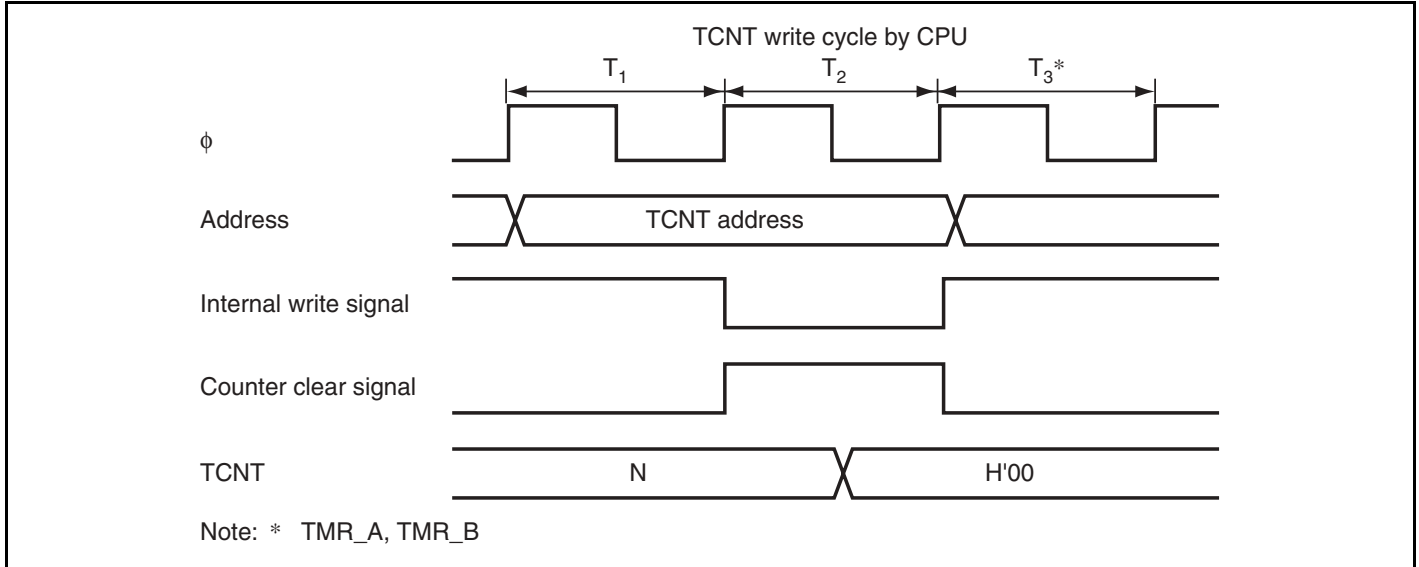 TCNT write cycle by CPU
T1 T2 T3*
ϕ
Address TCNT address
Internal write signal
Counter clear signal
TCNT N H'00
Note: * TMR_A, TMR_B